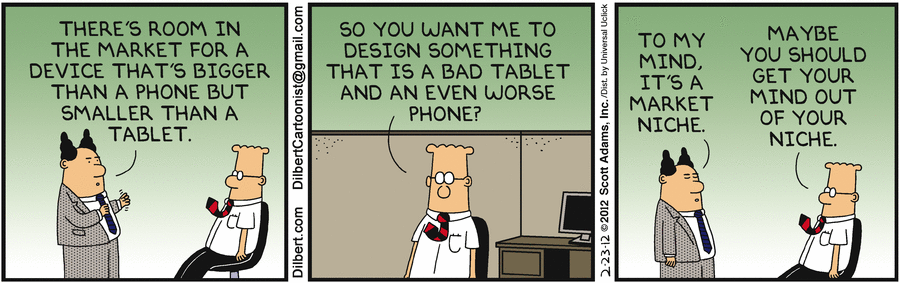 THERE'S ROOM IN
THE MARKET FOR A
DEVICE THAT'S BIGGER
THAN A PHONE BUT
SMALLER THAN A
TABLET.
Dilbert.com DilbertCartoonist@gmail.com
SO YOU WANT ME TO
DESIGN SOMETHING
THAT IS A BAD TABLET
AND AN EVEN WORSE
PHONE?
2-23-12 © 2012 Scott Adams, Inc. /Dist. by Universal Uclick
TO MY
MIND,
IT'S A
MARKET
NICHE.
MAYBE
YOU SHOULD
GET YOUR
MIND OUT
OF YOUR
NICHE.